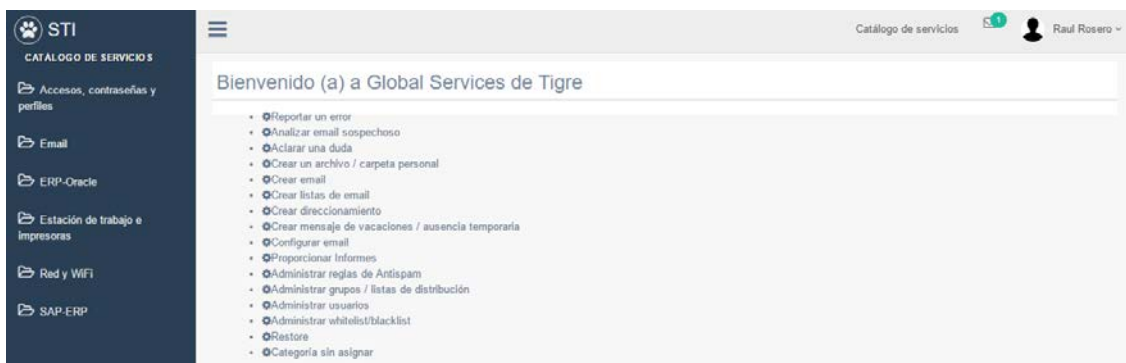 STI
CATÁLOGO DE SERVICIOS
Accesos, contraseñas y
perfiles
Email
ERP-Oracle
Estación de trabajo e
impresoras
Red y WiFi
SAP-ERP
Catálogo de servicios
1
Raul Rosero
Bienvenido (a) a Global Services de Tigre
Reportar un error
Analizar email sospechoso
Aclarar una duda
Crear un archivo / carpeta personal
Crear email
Crear listas de email
Crear direccionamiento
Crear mensaje de vacaciones / ausencia temporaria
Configurar email
Proporcionar Informes
Administrar reglas de Antispam
Administrar grupos / listas de distribución
Administrar usuarios
Administrar whitelist/blacklist
Restore
Categoría sin asignar